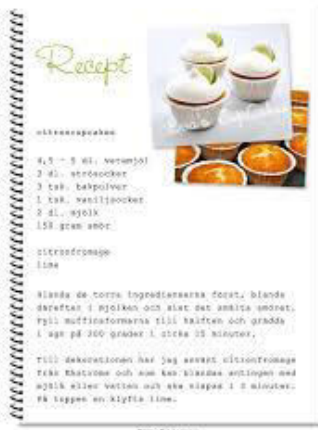 Recept
citroncupcakes
4,5 - 5 dl. vetemjöl
3 dl. strösocker
3 tsk. bakpulver
1 tsk. vaniljsocker
2 dl. mjölk
150 gram smör
citronfromage
lime
Blanda de torra ingredienserna först, blanda
därefter i mjölken och sist det smälta smöret.
Fyll muffinsformarna till hälften och grädda
i ugn på 200 grader i cirka 15 minuter.
Till dekorationen har jag använt citronfromage
från Ekströms och som kan blandas antingen med
mjölk eller vatten och ska vispas i 3 minuter.
På toppen en klyfta lime.